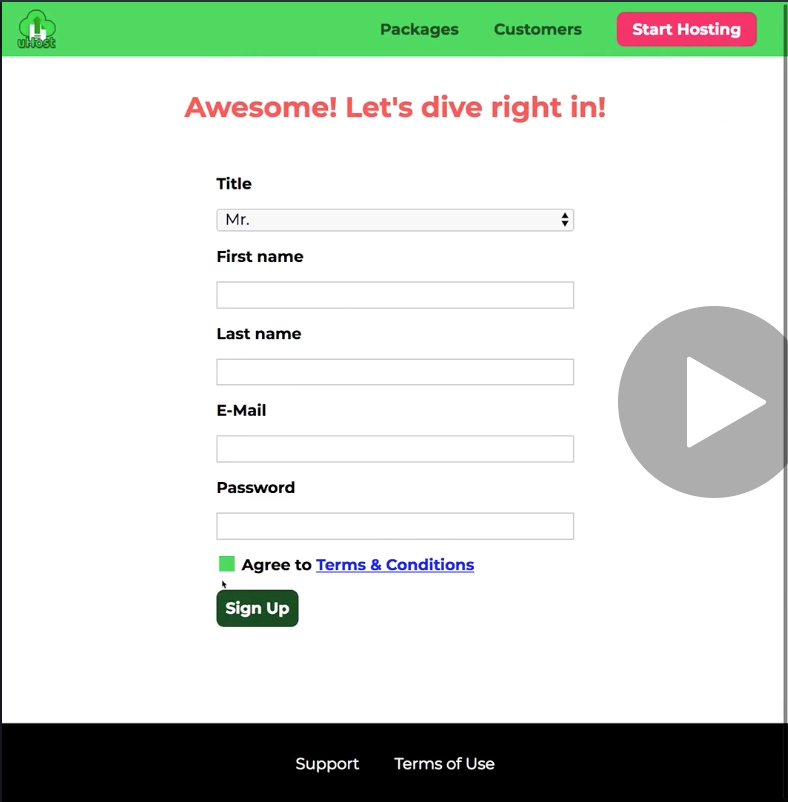 uHost
Packages Customers Start Hosting
Awesome! Let's dive right in!
Title
Mr.
First name
Last name
E-Mail
Password
Agree to Terms & Conditions
Sign Up
Support Terms of Use